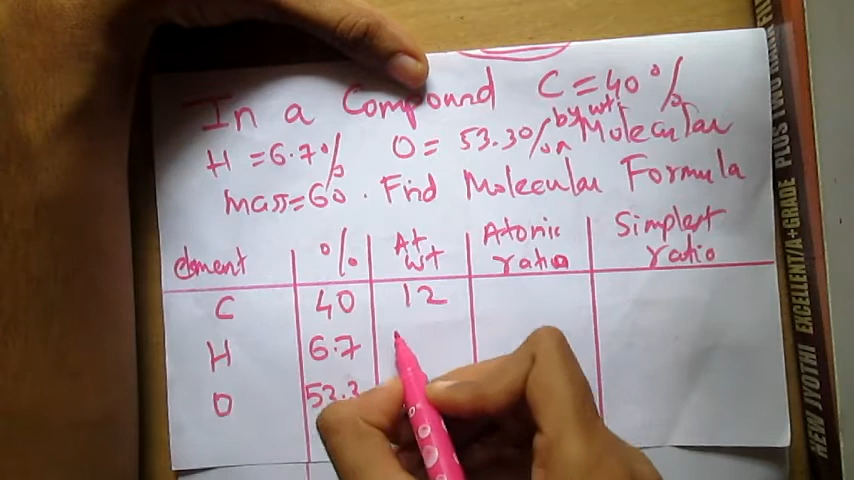 In a Compound C = 40 %
by wt
H = 6.7% O = 53.3% Molecular
mass=60. Find Molecular Formula
element % At wt Atomic ratio Simplest ratio
C 40 12
H 6.7
O 53.3
NEW JYOTHI EXCELLENT/A+GRADE PLUS TWO